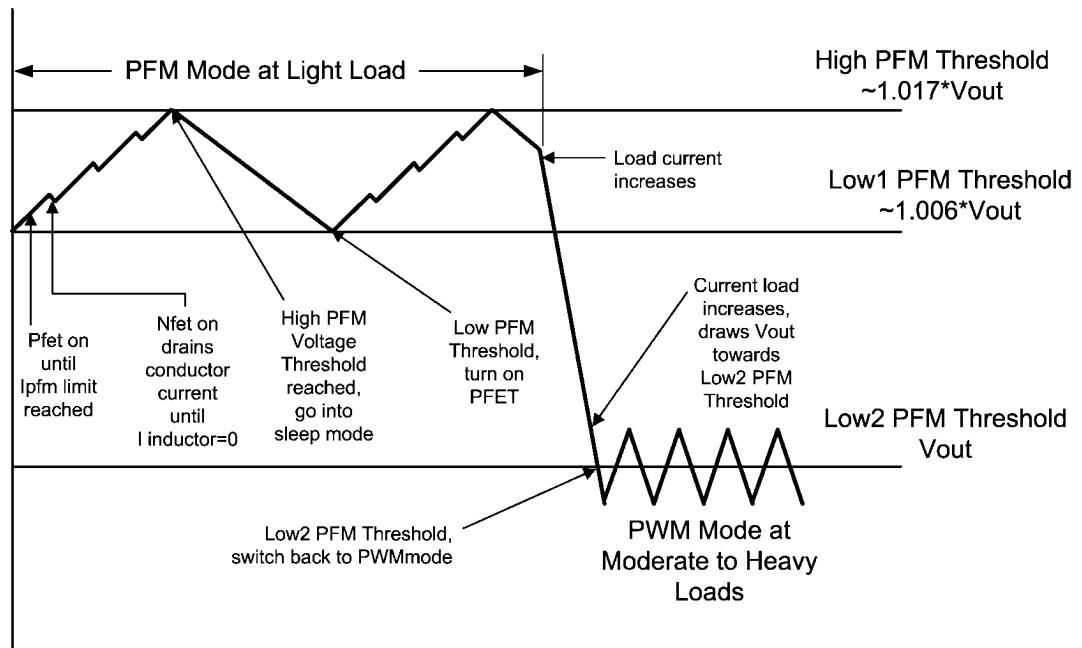 PFM Mode at Light Load
High PFM Threshold
~1.017*Vout
Load current
increases
Low1 PFM Threshold
~1.006*Vout
Pfet on
until
Ipfm limit
reached
Nfet on
drains
conductor
current
until
I inductor=0
High PFM
Voltage
Threshold
reached,
go into
sleep mode
Low PFM
Threshold,
turn on
PFET
Current load
increases,
draws Vout
towards
Low2 PFM
Threshold
Low2 PFM Threshold
Vout
Low2 PFM Threshold,
switch back to PWMmode
PWM Mode at
Moderate to Heavy
Loads